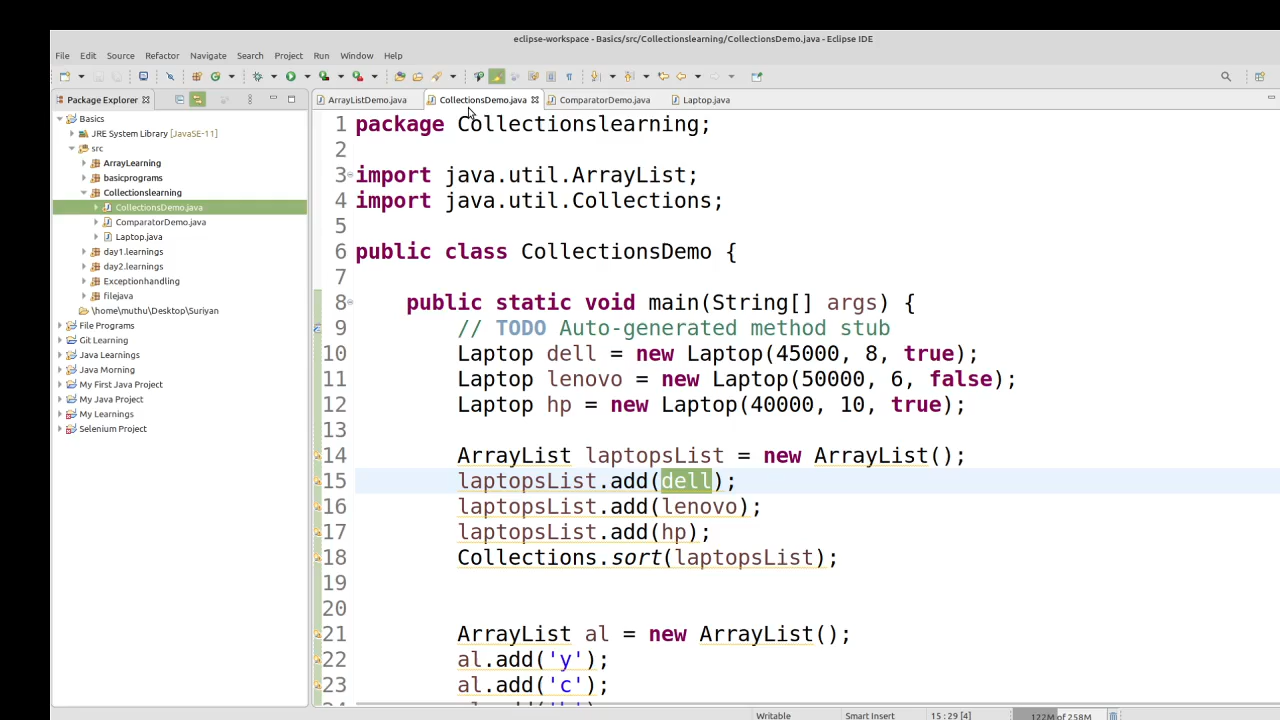 eclipse-workspace - Basics/src/Collectionslearning/CollectionsDemo.java - Eclipse IDE
File Edit Source Refactor Navigate Search Project Run Window Help
Package Explorer
Basics
JRE System Library [JavaSE-11]
src
ArrayLearning
basicprograms
Collectionslearning
CollectionsDemo.java
ComparatorDemo.java
Laptop.java
day1.learnings
day2.learnings
Exceptionhandling
filejava
\home\muthu\Desktop\Suriyan
File Programs
Git Learning
Java Learnings
Java Morning
My First Java Project
My Java Project
My Learnings
Selenium Project
ArrayListDemo.java CollectionsDemo.java ComparatorDemo.java Laptop.java
1 package Collectionslearning;
2
3 import java.util.ArrayList;
4 import java.util.Collections;
5
6 public class CollectionsDemo {
7
8 public static void main(String[] args) {
9 // TODO Auto-generated method stub
10 Laptop dell = new Laptop(45000, 8, true);
11 Laptop lenovo = new Laptop(50000, 6, false);
12 Laptop hp = new Laptop(40000, 10, true);
13
14 ArrayList laptopsList = new ArrayList();
15 laptopsList.add(dell);
16 laptopsList.add(lenovo);
17 laptopsList.add(hp);
18 Collections.sort(laptopsList);
19
20
21 ArrayList al = new ArrayList();
22 al.add('y');
23 al.add('c');
Writable Smart Insert 15 : 29 [4] 122M of 258M